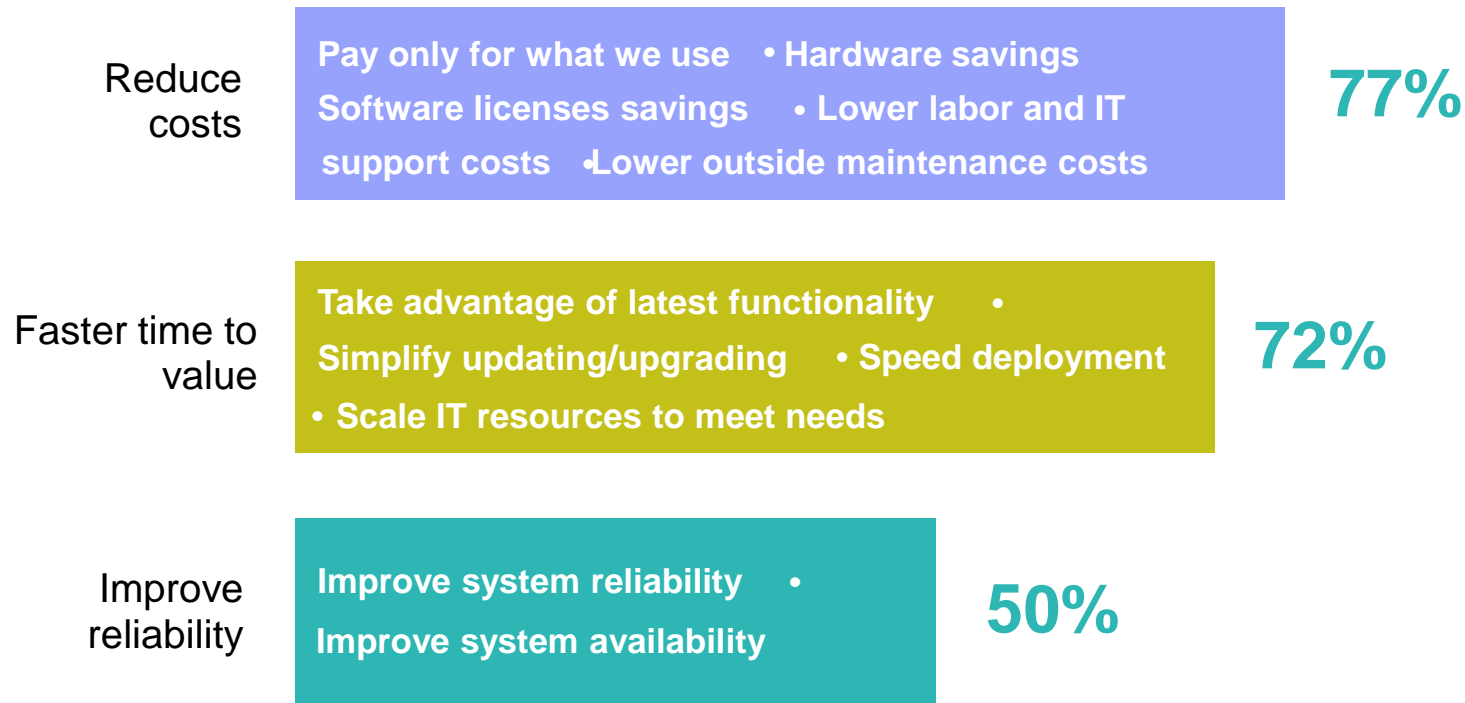 Reduce
costs
Pay only for what we use • Hardware savings
Software licenses savings • Lower labor and IT
support costs •Lower outside maintenance costs
77%
Faster time to
value
Take advantage of latest functionality •
Simplify updating/upgrading • Speed deployment
• Scale IT resources to meet needs
72%
Improve
reliability
Improve system reliability •
Improve system availability
50%